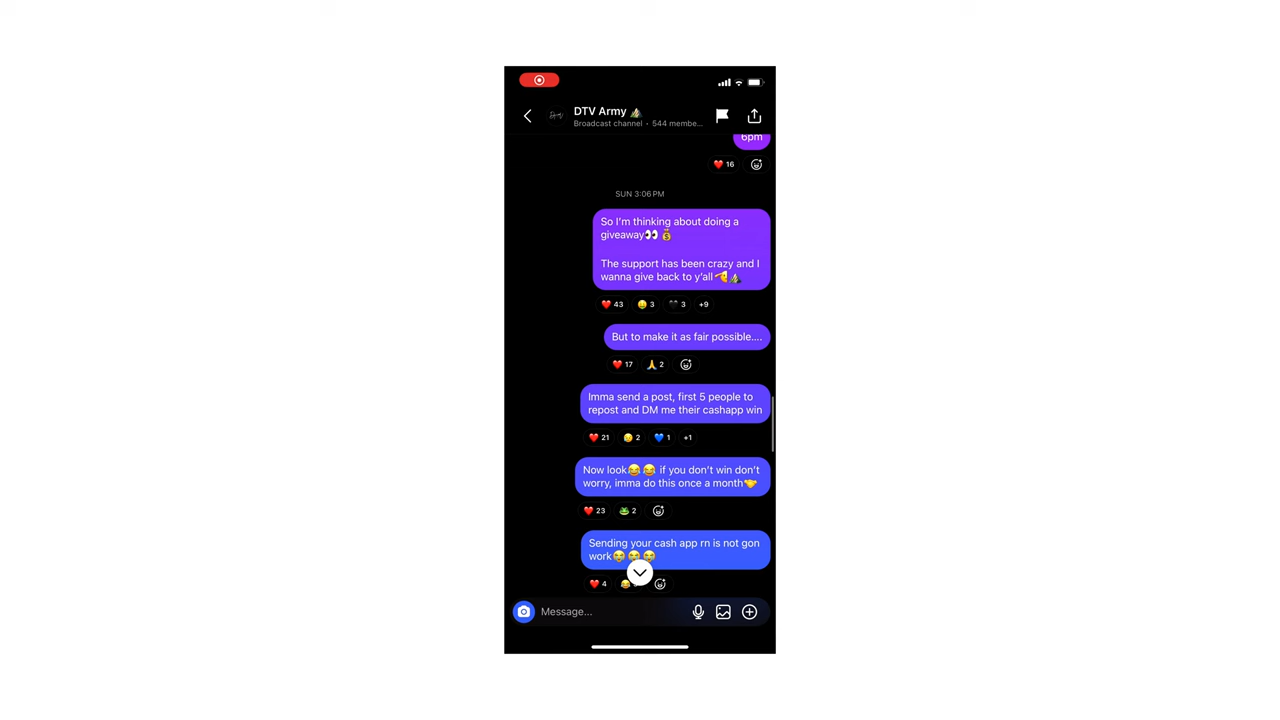 DTV Army
Broadcast channel · 544 membe...
6pm
❤️ 16
SUN 3:06 PM
So I'm thinking about doing a
giveaway👀💰
The support has been crazy and I
wanna give back to y'all🫡⛰️
❤️ 43 😄 3 🖤 3 +9
But to make it as fair possible....
❤️ 17 🙏 2
Imma send a post, first 5 people to
repost and DM me their cashapp win
❤️ 21 😂 2 💙 1 +1
Now look😂😂 if you don't win don't
worry, imma do this once a month🤝
❤️ 23 🐸 2
Sending your cash app rn is not gon
work😭😭😭
❤️ 4
Message...